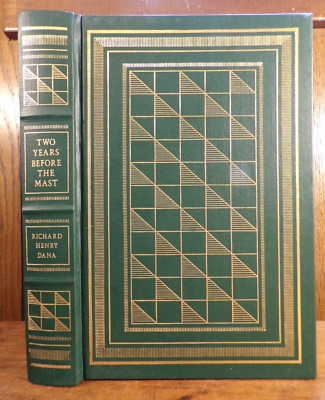 TWO
YEARS
BEFORE
THE
MAST
RICHARD
HENRY
DANA